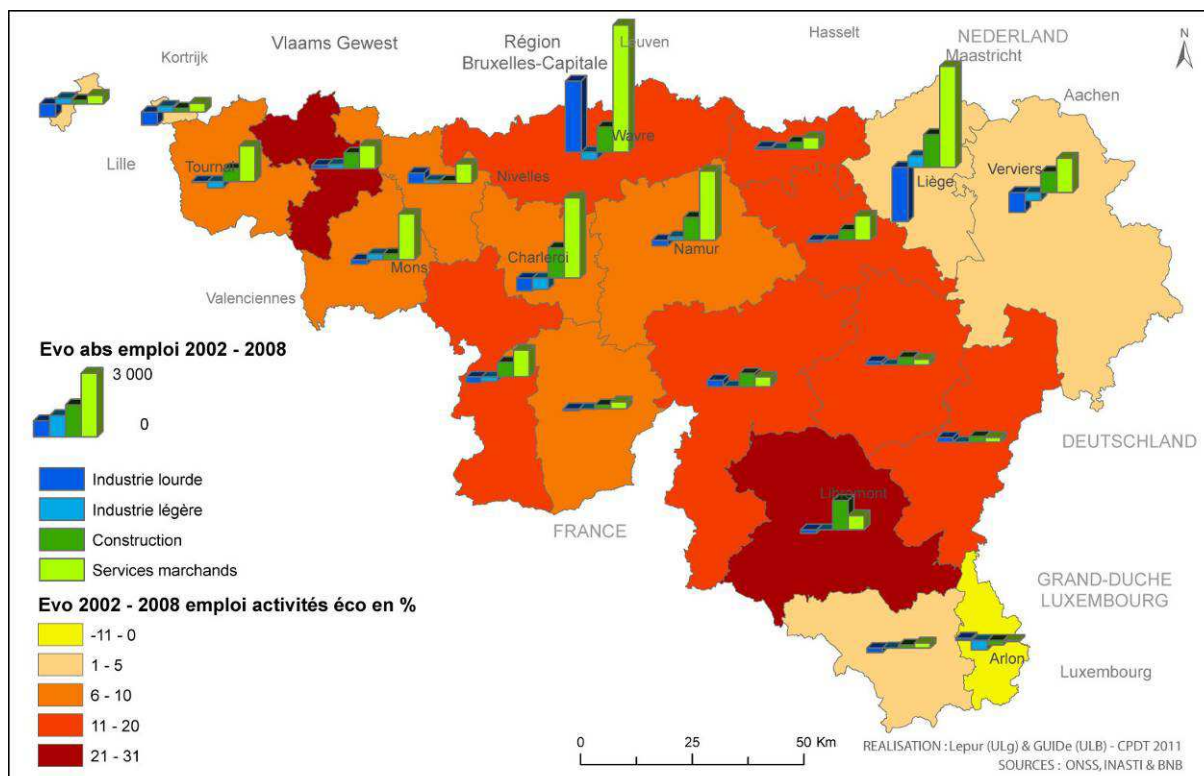 Vlaams Gewest
Région
Bruxelles-Capitale
Leuven
Hasselt
NEDERLAND
Maastricht
N
Kortrijk
Aachen
Lille
Tournai
Wavre
Nivelles
Liège
Verviers
Mons
Charleroi
Namur
Valenciennes
Evo abs emploi 2002 - 2008
3 000
0
Industrie lourde
Industrie légère
Construction
Services marchands
Evo 2002 - 2008 emploi activités éco en %
-11 - 0
1 - 5
6 - 10
11 - 20
21 - 31
DEUTSCHLAND
Libramont
FRANCE
GRAND-DUCHE
LUXEMBOURG
Arlon
Luxembourg
0 25 50 Km
REALISATION : Lepur (ULg) & GUIDe (ULB) - CPDT 2011
SOURCES : ONSS, INASTI & BNB